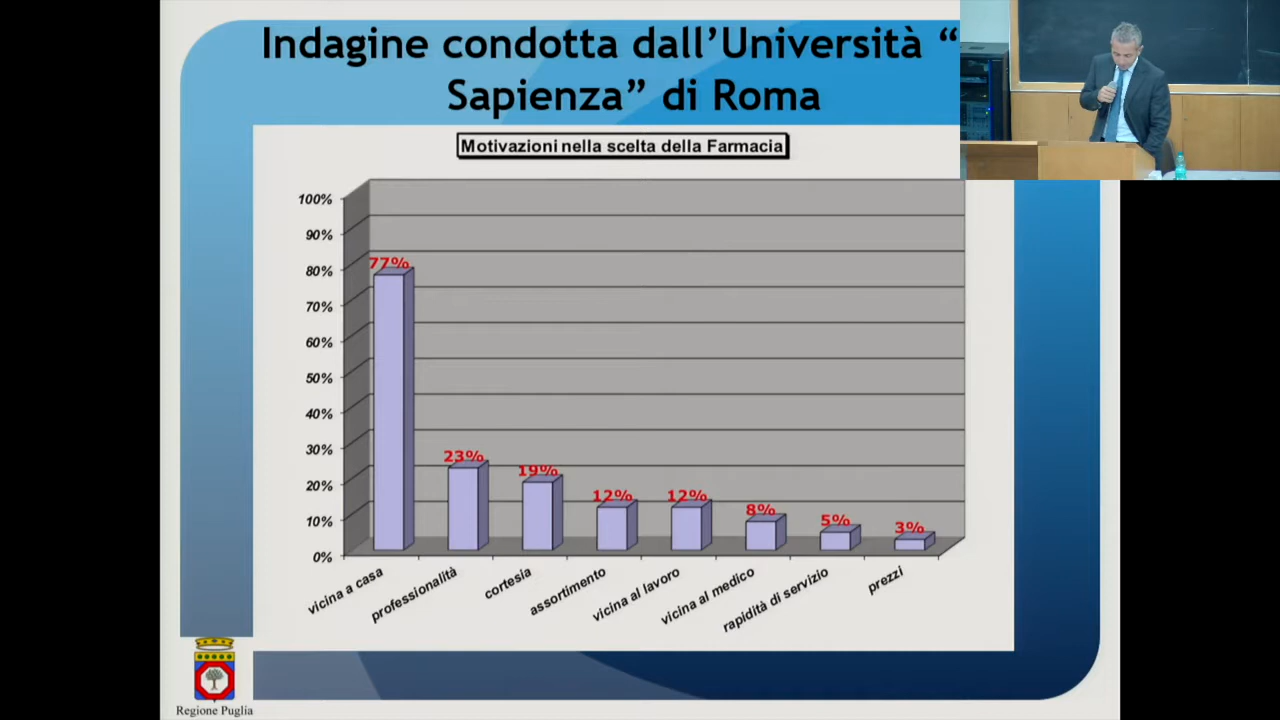 Indagine condotta dall’Università “
Sapienza” di Roma
Motivazioni nella scelta della Farmacia
100%
90%
80%
70%
60%
50%
40%
30%
20%
10%
0%
77%
23%
19%
12%
12%
8%
5%
3%
vicina a casa
professionalità
cortesia
assortimento
vicina al lavoro
vicina al medico
rapidità di servizio
prezzi
Regione Puglia